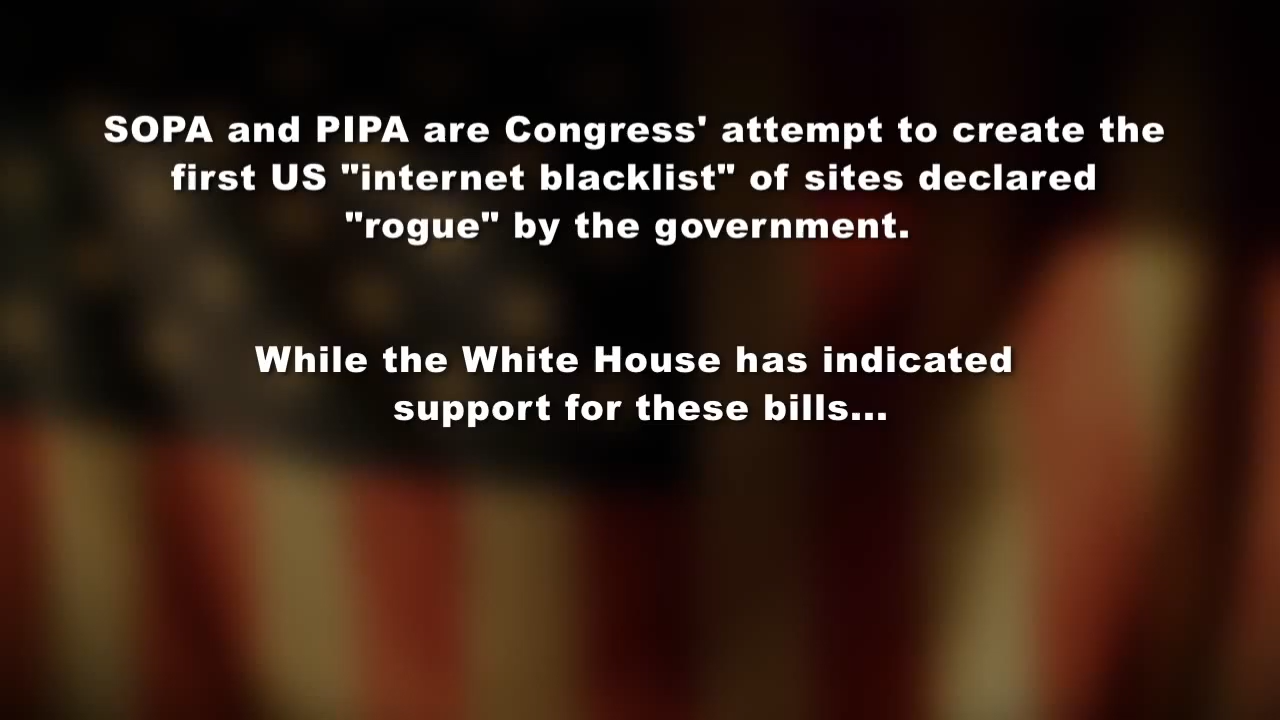 SOPA and PIPA are Congress' attempt to create the
first US "internet blacklist" of sites declared
"rogue" by the government.
While the White House has indicated
support for these bills...